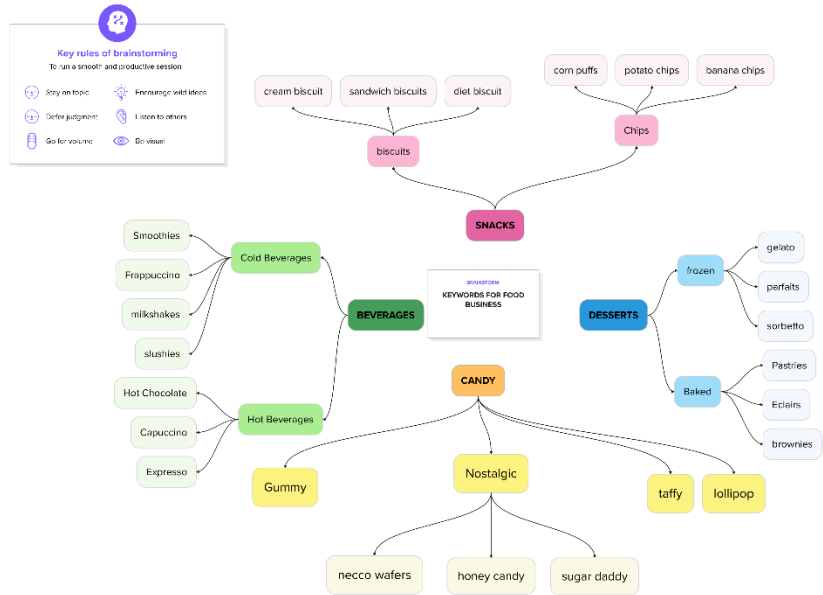 Key rules of brainstorming
To run a smooth and productive session
Stay on topic
Encourage wild ideas
Defer judgment
Listen to others
Go for volume
Be visual
corn puffs
potato chips
banana chips
cream biscuit
sandwich biscuits
diet biscuit
Chips
biscuits
SNACKS
Smoothies
Cold Beverages
Frappuccino
milkshakes
slushies
BEVERAGES
Hot Chocolate
Hot Beverages
Capuccino
Expresso
BRAINSTORM
KEYWORDS FOR FOOD
BUSINESS
DESSERTS
frozen
gelato
parfaits
sorbetto
Baked
Pastries
Eclairs
brownies
CANDY
Gummy
Nostalgic
taffy
lollipop
necco wafers
honey candy
sugar daddy